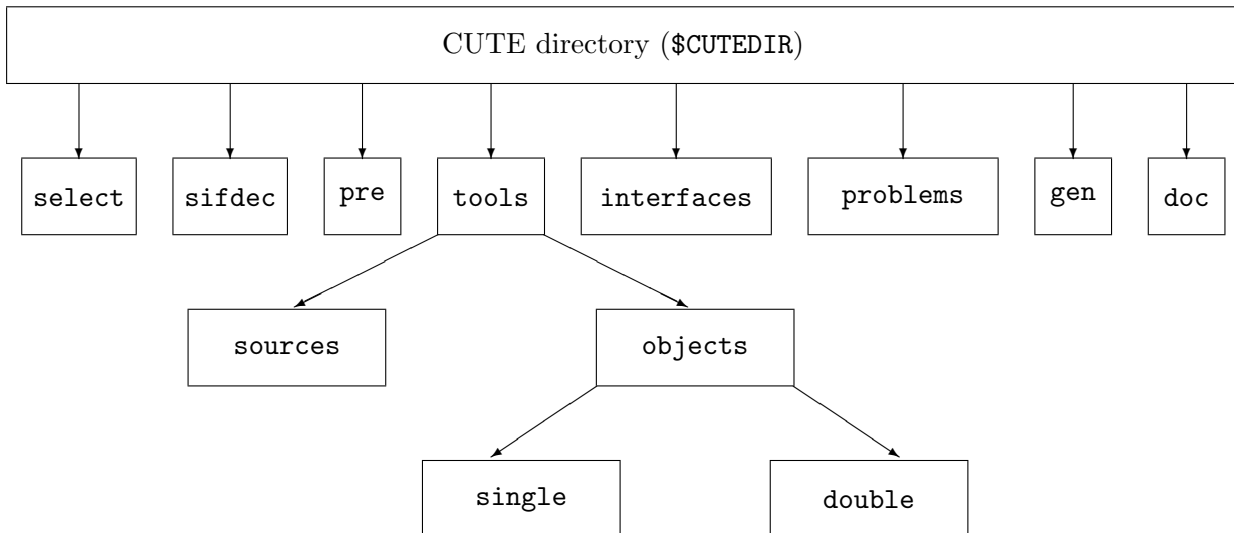 CUTE directory ($CUTEDIR)
select sifdec pre tools interfaces problems gen doc
sources objects
single double